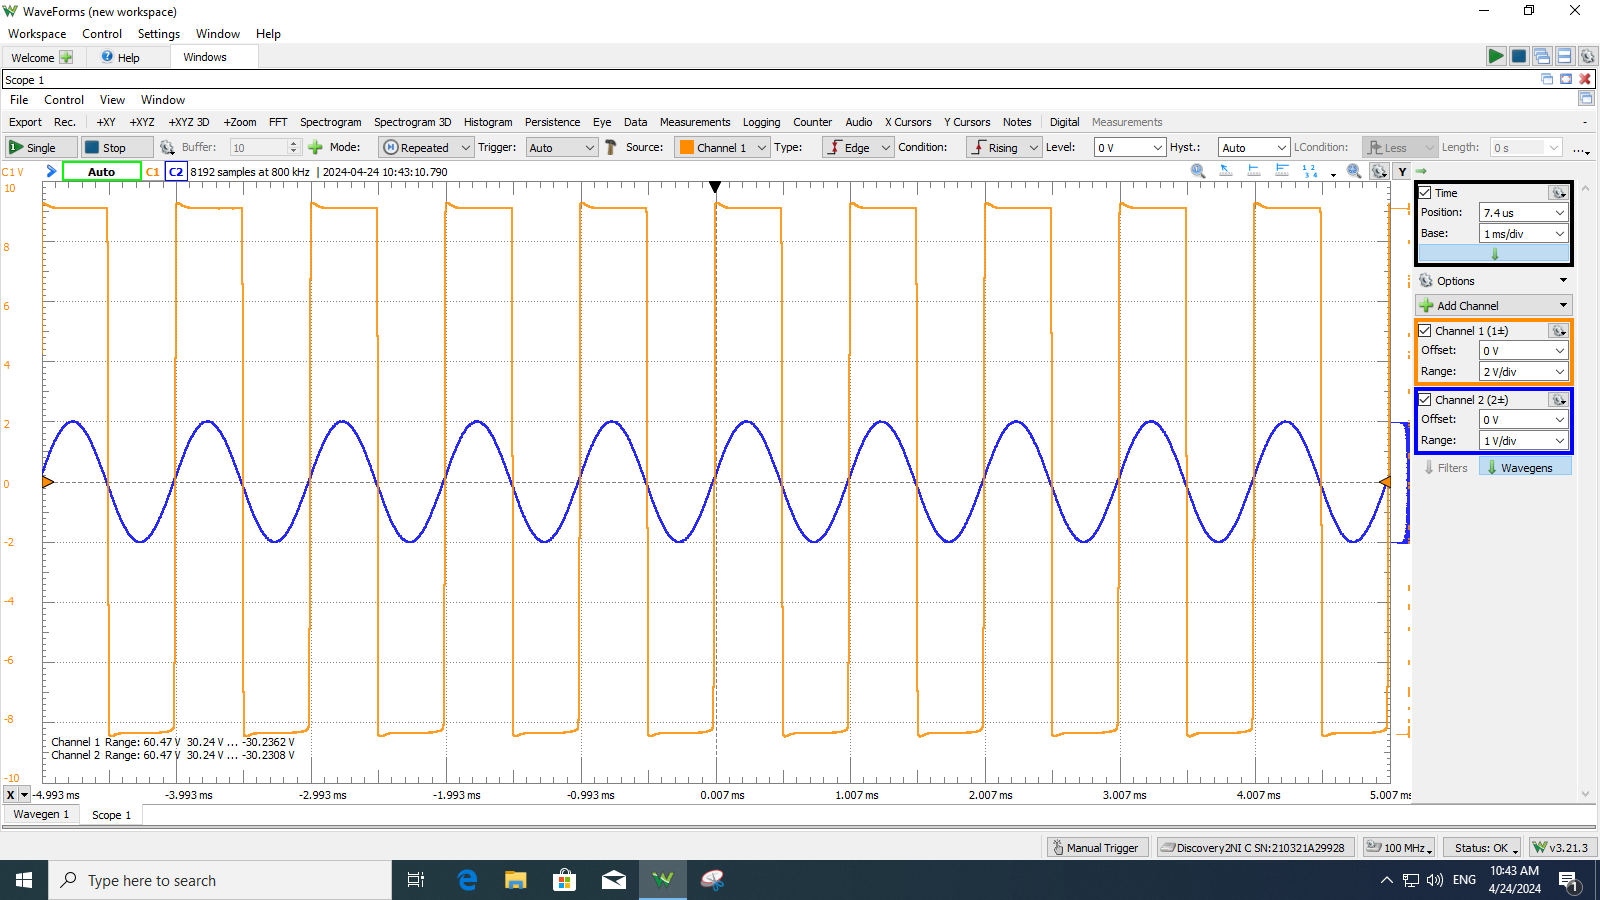 WaveForms (new workspace)
Workspace Control Settings Window Help
Welcome Help Windows
Scope 1
File Control View Window
Export Rec. +XY +XYZ +XYZ 3D +Zoom FFT Spectrogram Spectrogram 3D Histogram Persistence Eye Data Measurements Logging Counter Audio X Cursors Y Cursors Notes Digital Measurements
Single Stop Buffer: 10 Mode: Repeated Trigger: Auto Source: Channel 1 Type: Edge Condition: Rising Level: 0 V Hyst.: Auto LCondition: Less Length: 0 s ...
C1 V Auto C1 C2 8192 samples at 800 kHz | 2024-04-24 10:43:10.790 Y
10
8
6
4
2
0
-2
-4
-6
-8
-10
Time
Position: 7.4 us
Base: 1 ms/div
Options
Add Channel
Channel 1 (1±)
Offset: 0 V
Range: 2 V/div
Channel 2 (2±)
Offset: 0 V
Range: 1 V/div
Filters Wavegens
Channel 1 Range: 60.47 V 30.24 V ... -30.2362 V
Channel 2 Range: 60.47 V 30.24 V ... -30.2308 V
X -4.993 ms -3.993 ms -2.993 ms -1.993 ms -0.993 ms 0.007 ms 1.007 ms 2.007 ms 3.007 ms 4.007 ms 5.007 ms
Wavegen 1 Scope 1
Manual Trigger Discovery2NI C SN:210321A29928 100 MHz Status: OK v3.21.3
Type here to search
ENG
10:43 AM
4/24/2024
1